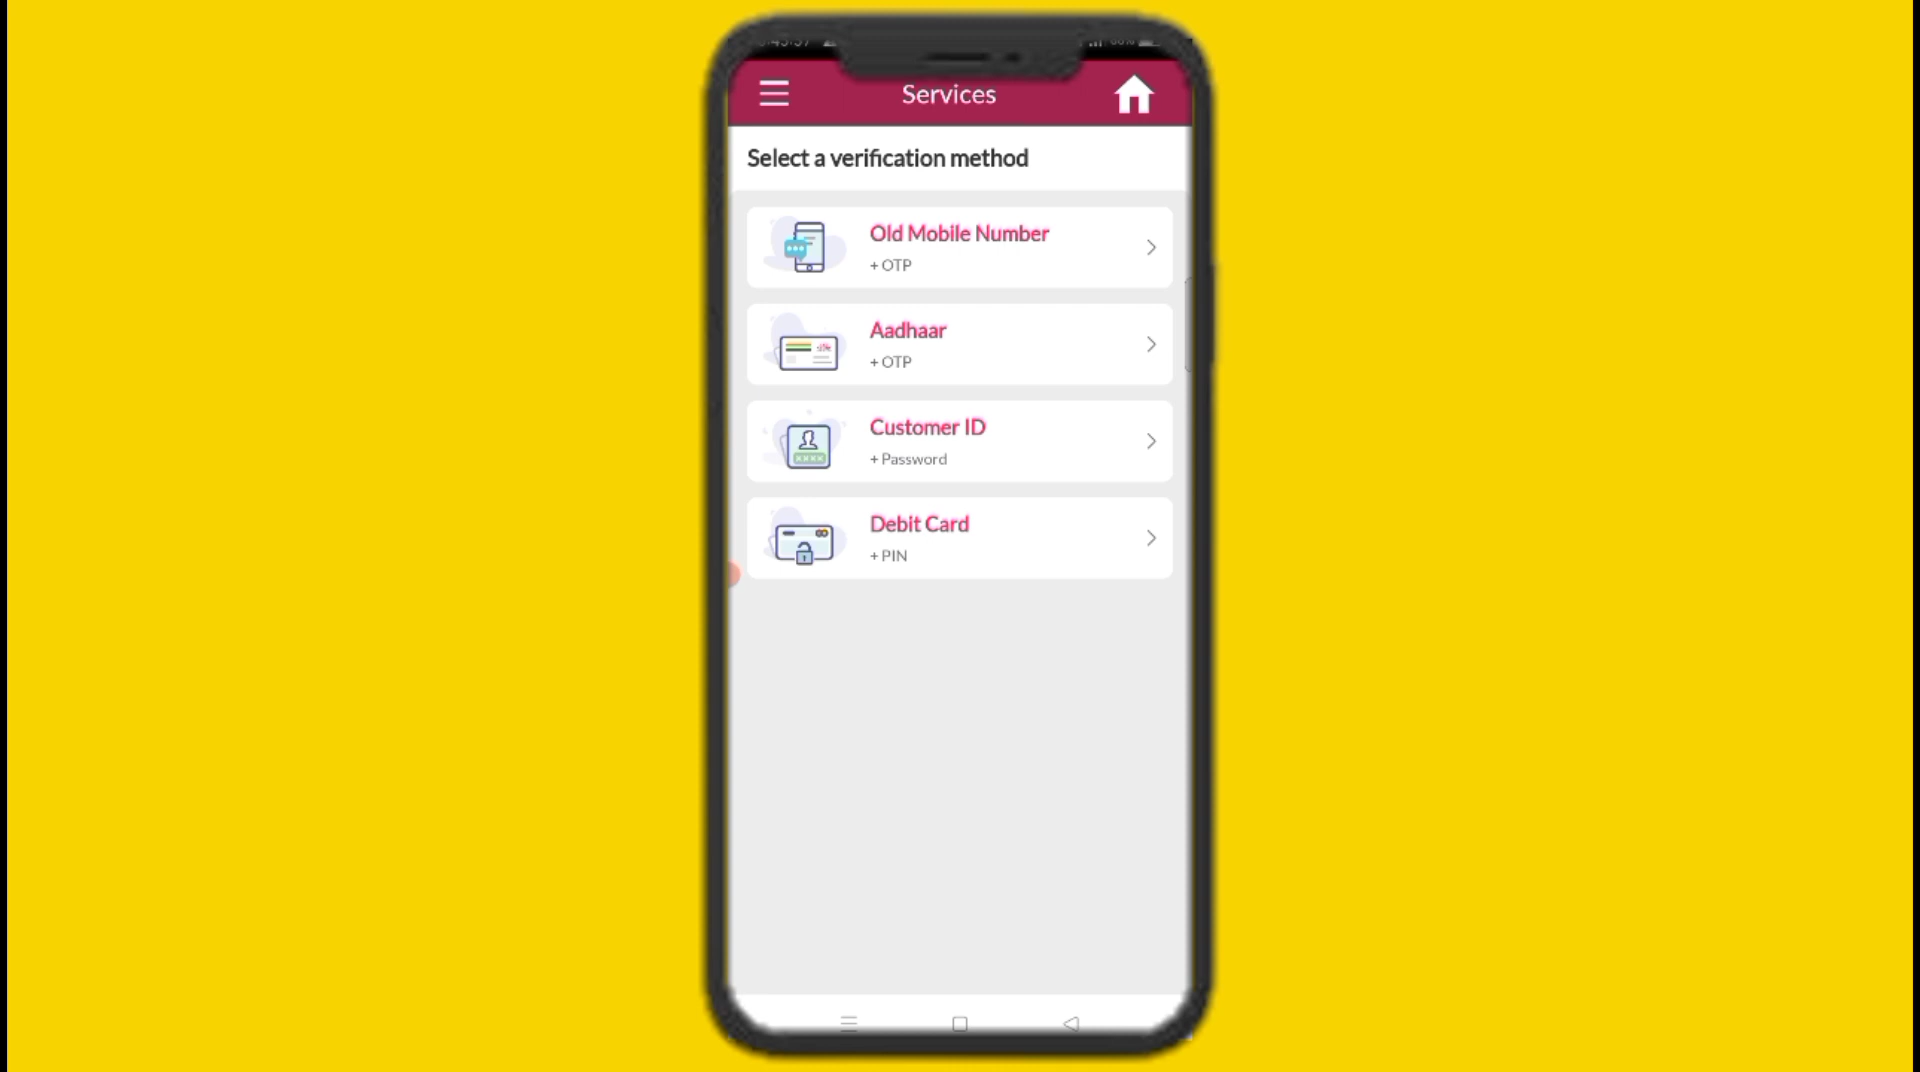 Services
Select a verification method
Old Mobile Number
+ OTP
Aadhaar
+ OTP
Customer ID
+ Password
Debit Card
+ PIN